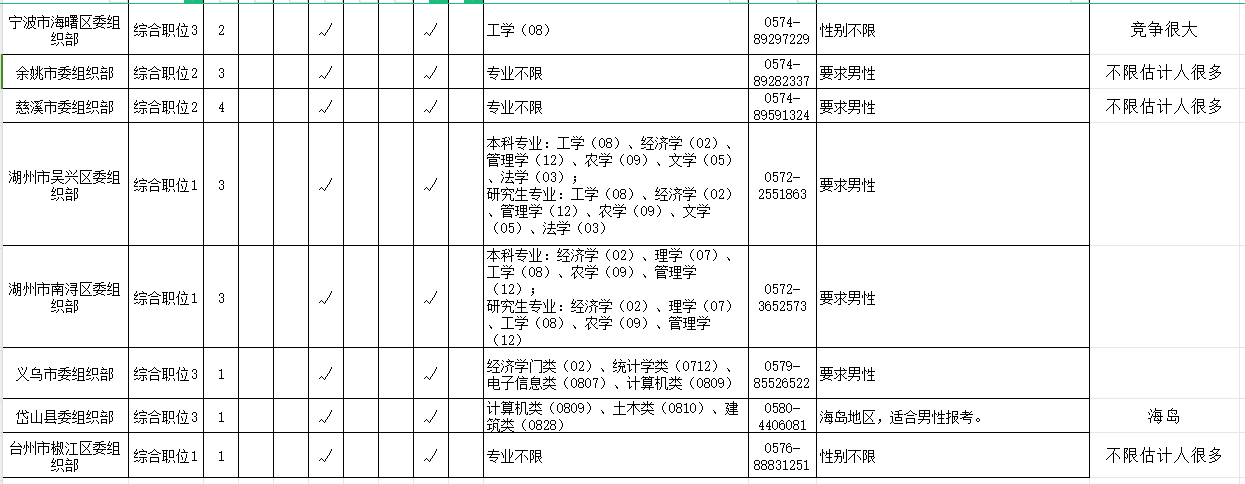 宁波市海曙区委组
织部
综合职位3
2
✓
✓
工学（08）
0574-
89297229
性别不限
竞争很大
余姚市委组织部
综合职位2
3
✓
✓
专业不限
0574-
89282337
要求男性
不限估计人很多
慈溪市委组织部
综合职位2
4
✓
✓
专业不限
0574-
89591324
要求男性
不限估计人很多
湖州市吴兴区委组
织部
综合职位1
3
✓
✓
本科专业：工学（08）、经济学（02）、
管理学（12）、农学（09）、文学（05）
、法学（03）；
研究生专业：工学（08）、经济学（02）
、管理学（12）、农学（09）、文学
（05）、法学（03）
0572-
2551863
要求男性
湖州市南浔区委组
织部
综合职位1
3
✓
✓
本科专业：经济学（02）、理学（07）、
工学（08）、农学（09）、管理学
（12）；
研究生专业：经济学（02）、理学（07）
、工学（08）、农学（09）、管理学
（12）
0572-
3652573
要求男性
义乌市委组织部
综合职位3
1
✓
✓
经济学门类（02）、统计学类（0712）、
电子信息类（0807）、计算机类（0809）
0579-
85526522
要求男性
岱山县委组织部
综合职位3
1
✓
✓
计算机类（0809）、土木类（0810）、建
筑类（0828）
0580-
4406081
海岛地区，适合男性报考。
海岛
台州市椒江区委组
织部
综合职位1
1
✓
✓
专业不限
0576-
88831251
性别不限
不限估计人很多